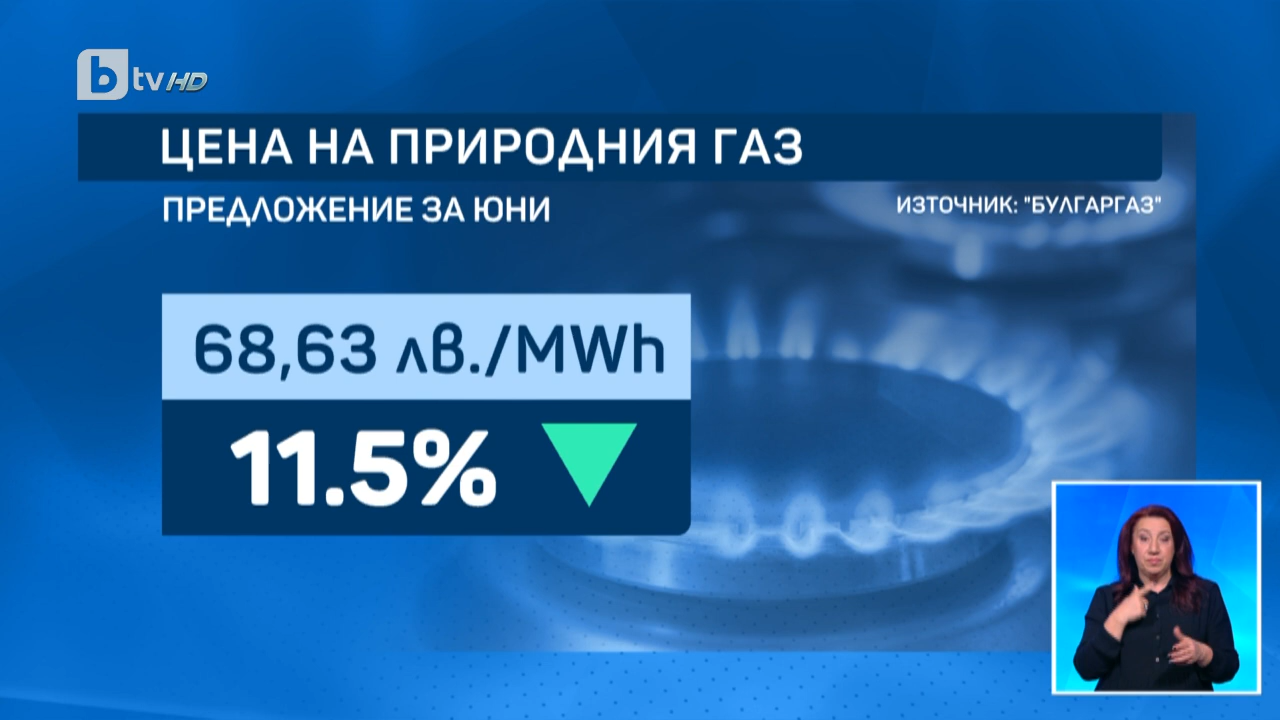 btv HD
ЦЕНА НА ПРИРОДНИЯ ГАЗ
ПРЕДЛОЖЕНИЕ ЗА ЮНИ
ИЗТОЧНИК: "БУЛГАРГАЗ"
68,63 лв./MWh
11.5%